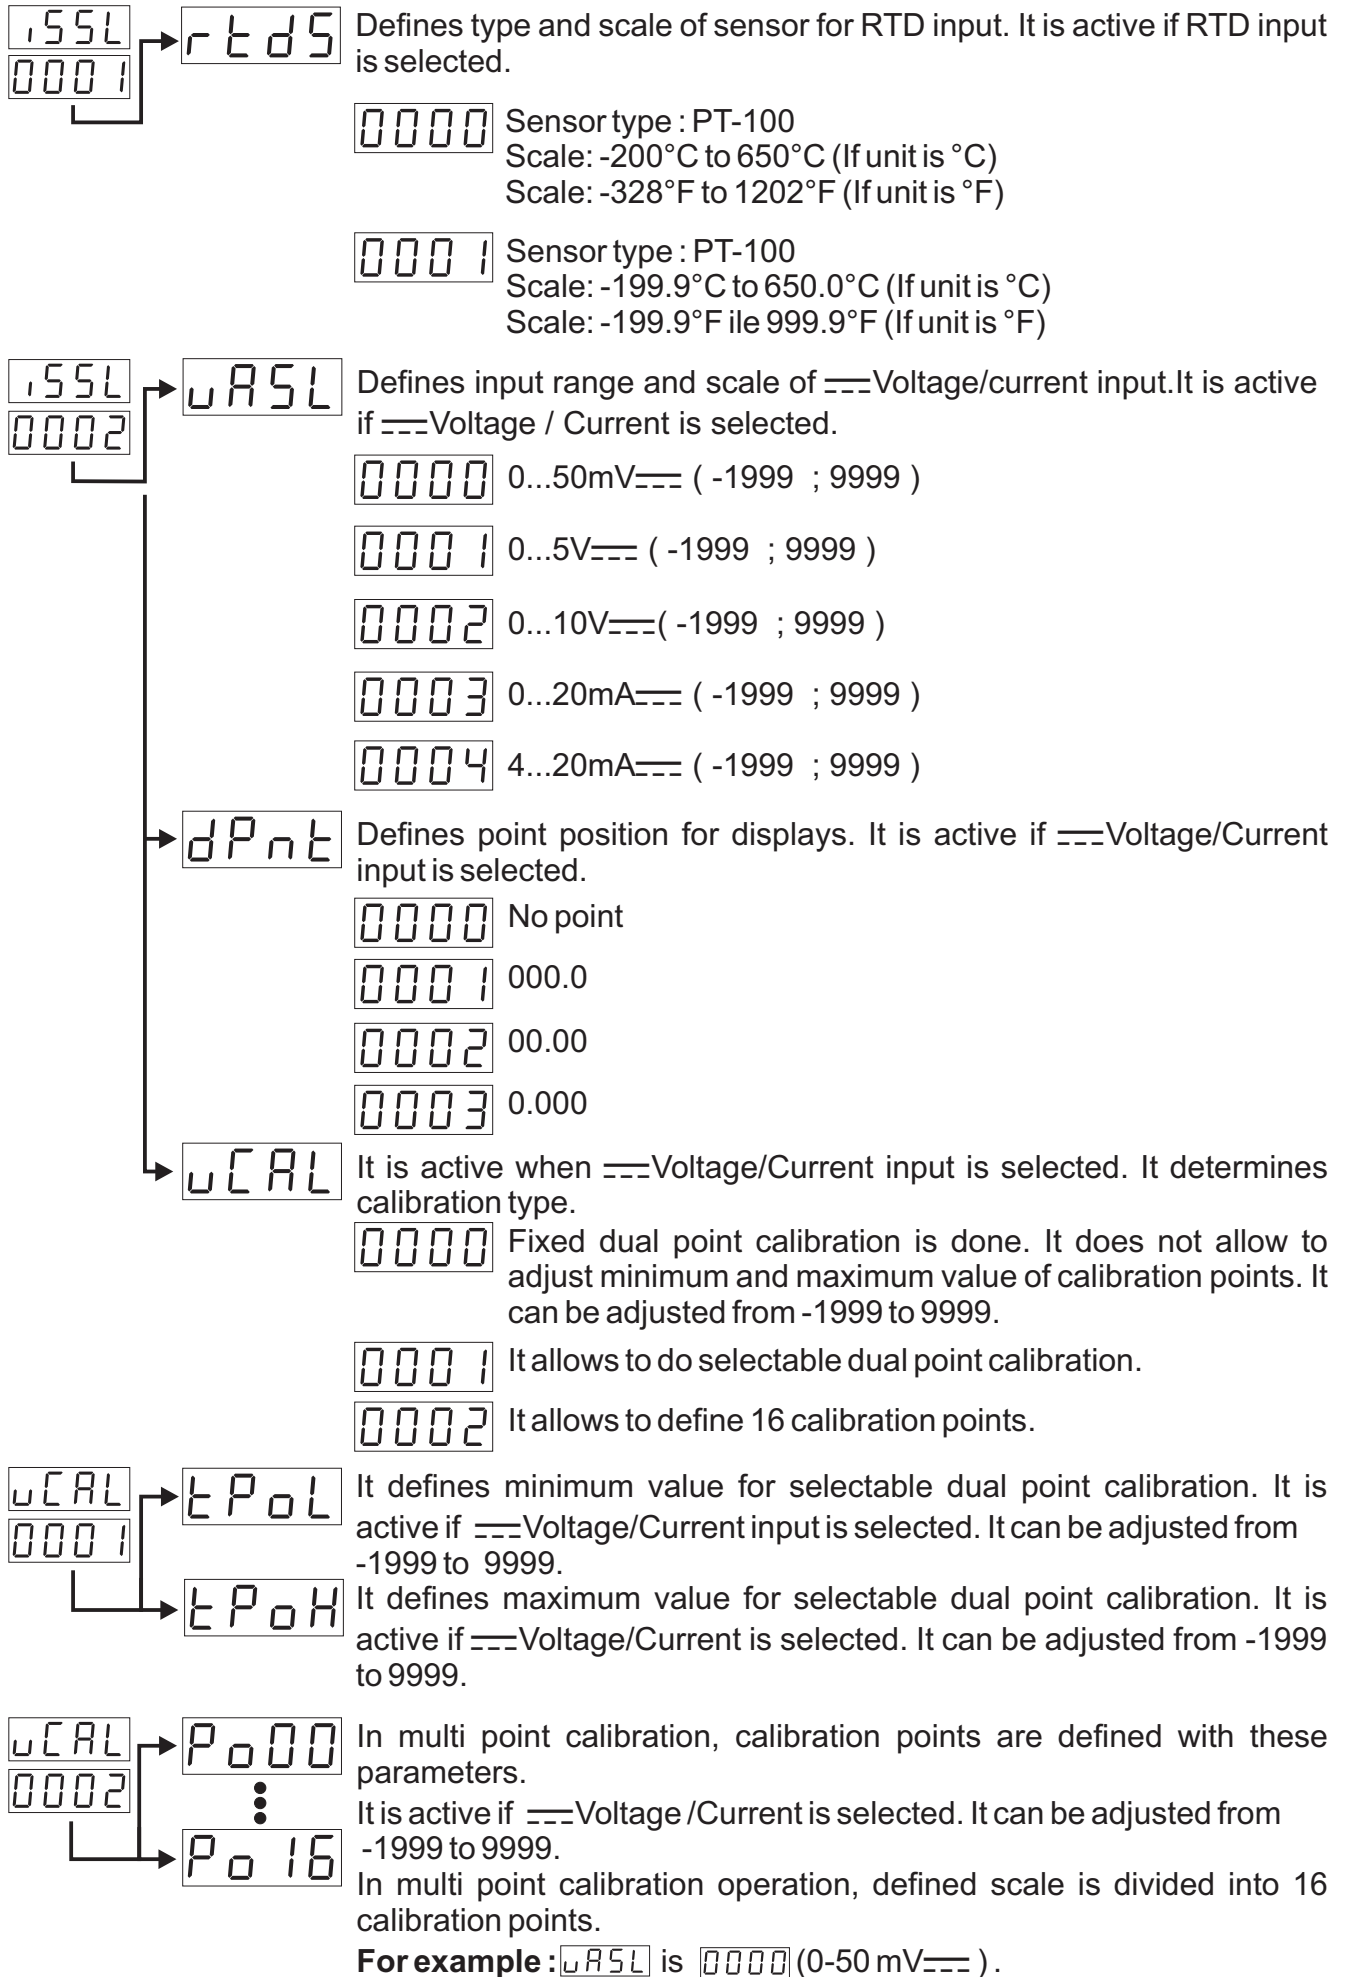 ıSSL
0001
rtdS
Defines type and scale of sensor for RTD input. It is active if RTD input
is selected.
0000
Sensor type : PT-100
Scale: -200°C to 650°C (If unit is °C)
Scale: -328°F to 1202°F (If unit is °F)
0001
Sensor type : PT-100
Scale: -199.9°C to 650.0°C (If unit is °C)
Scale: -199.9°F ile 999.9°F (If unit is °F)
ıSSL
0002
uASL
Defines input range and scale of ⎓Voltage/current input.It is active
if ⎓Voltage / Current is selected.
0000
0...50mV⎓ ( -1999 ; 9999 )
0001
0...5V⎓ ( -1999 ; 9999 )
0002
0...10V⎓( -1999 ; 9999 )
0003
0...20mA⎓ ( -1999 ; 9999 )
0004
4...20mA⎓ ( -1999 ; 9999 )
dPnt
Defines point position for displays. It is active if ⎓Voltage/Current
input is selected.
0000
No point
0001
000.0
0002
00.00
0003
0.000
uCAL
It is active when ⎓Voltage/Current input is selected. It determines
calibration type.
0000
Fixed dual point calibration is done. It does not allow to
adjust minimum and maximum value of calibration points. It
can be adjusted from -1999 to 9999.
0001
It allows to do selectable dual point calibration.
0002
It allows to define 16 calibration points.
uCAL
0001
tPoL
It defines minimum value for selectable dual point calibration. It is
active if ⎓Voltage/Current input is selected. It can be adjusted from
-1999 to 9999.
tPoH
It defines maximum value for selectable dual point calibration. It is
active if ⎓Voltage/Current is selected. It can be adjusted from -1999
to 9999.
uCAL
0002
Po00
Po16
In multi point calibration, calibration points are defined with these
parameters.
It is active if ⎓Voltage /Current is selected. It can be adjusted from
-1999 to 9999.
In multi point calibration operation, defined scale is divided into 16
calibration points.
For example : uASL is 0000 (0-50 mV⎓ ) .